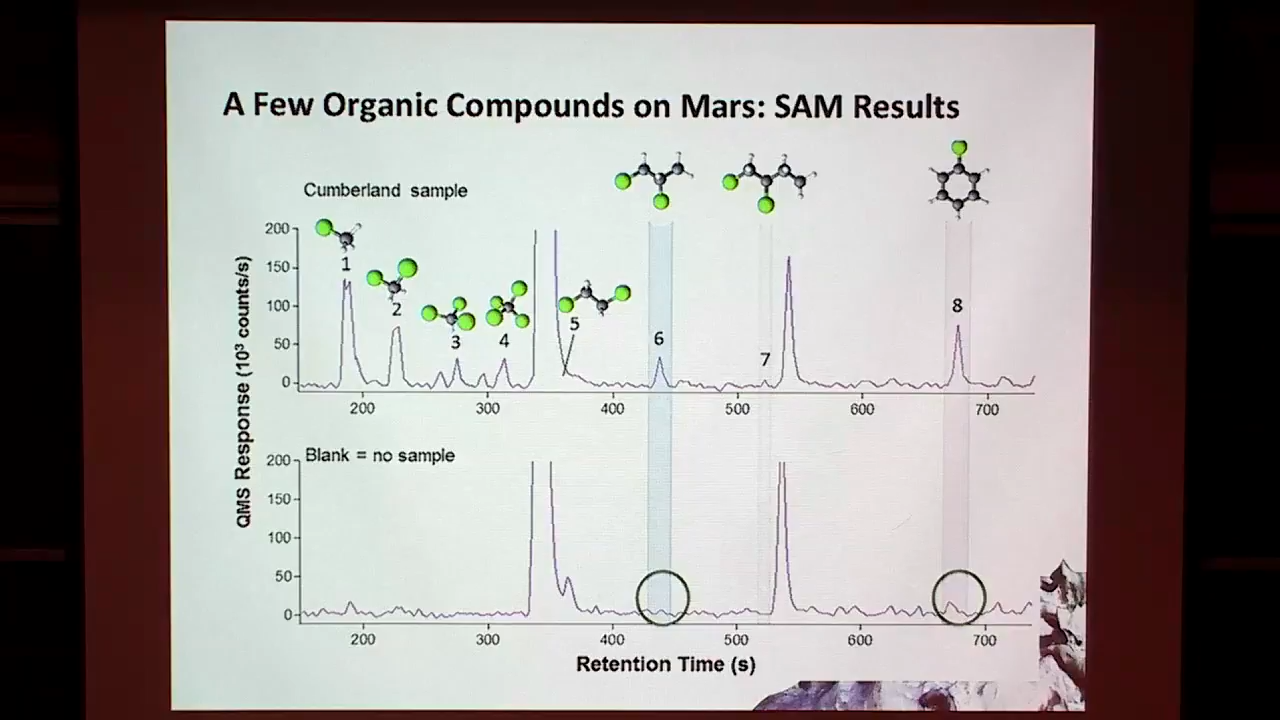 A Few Organic Compounds on Mars: SAM Results
Cumberland sample
200
150
100
50
0
1
2
3
4
5
6
7
8
200 300 400 500 600 700
QMS Response (10³ counts/s)
Blank = no sample
200
150
100
50
0
200 300 400 500 600 700
Retention Time (s)